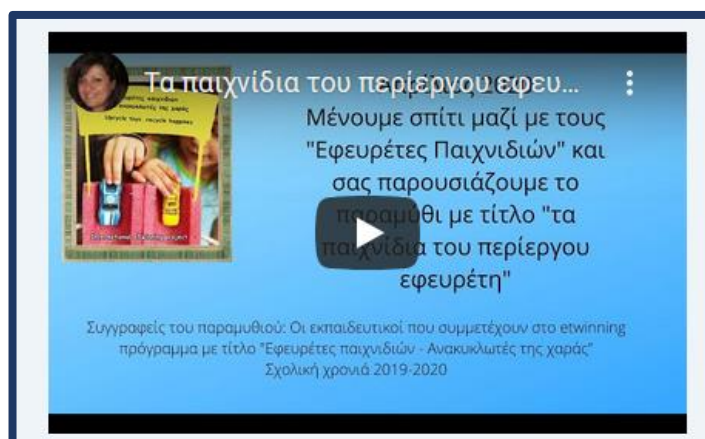 Τα παιχνίδια του περίεργου εφευ...
2020
Μένουμε σπίτι μαζί με τους
"Εφευρέτες Παιχνιδιών" και
σας παρουσιάζουμε το
παραμύθι με τίτλο "τα
παιχνίδια του περίεργου
εφευρέτη"
Συγγραφείς του παραμυθιού: Οι εκπαιδευτικοί που συμμετέχουν στο etwinning
πρόγραμμα με τίτλο "Εφευρέτες παιχνιδιών - Ανακυκλωτές της χαράς"
Σχολική χρονιά 2019-2020